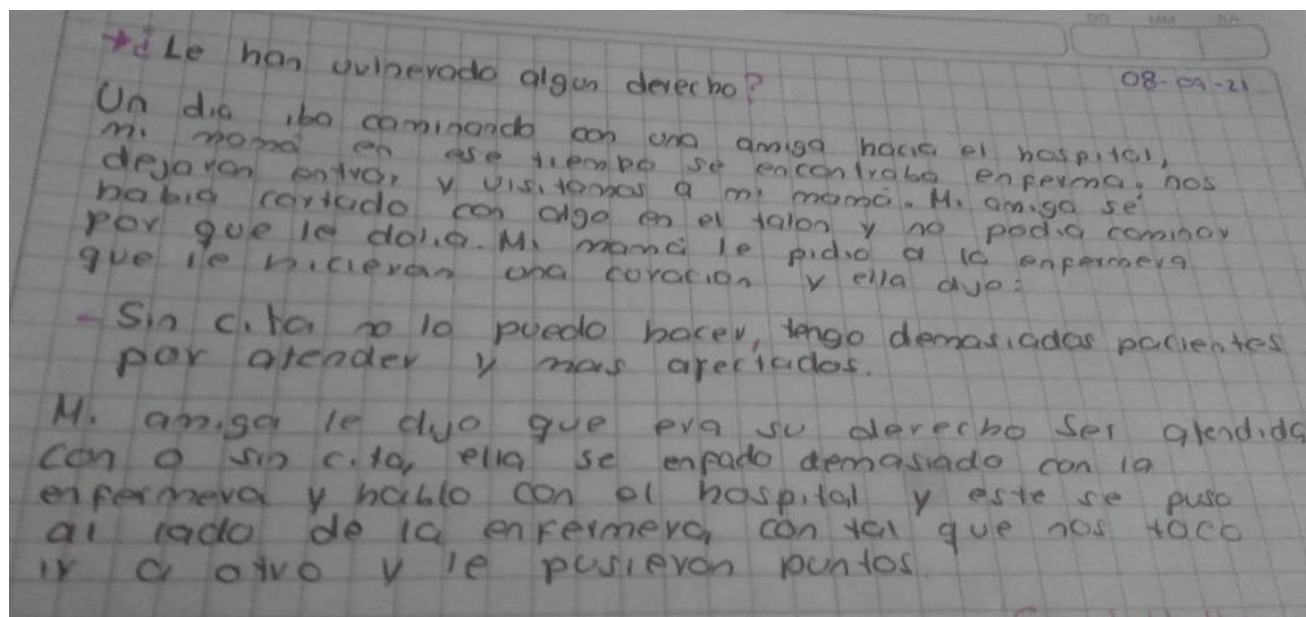 →¿Le han vulnerado algun derecho?
08-09-21
Un dia iba caminando con una amiga hacia el hospital,
mi mamá en ese tiempo se encontraba enferma. nos
dejaron entrar y visitamos a mi mamá. Mi amiga se
habia cortado con algo en el talon y no podia caminar
por que le dolia. Mi mamá le pidio a la enfermera
que le hicieran una curacion y ella dijo:
- Sin cita no lo puedo hacer, tengo demasiados pacientes
por atender y mas afectados.
Mi amiga le dijo que era su derecho ser atendida
con o sin cita, ella se enfado demasiado con la
enfermera y hablo con el hospital y este se puso
al lado de la enfermera, con tal que nos toco
ir a otro y le pusieron puntos.